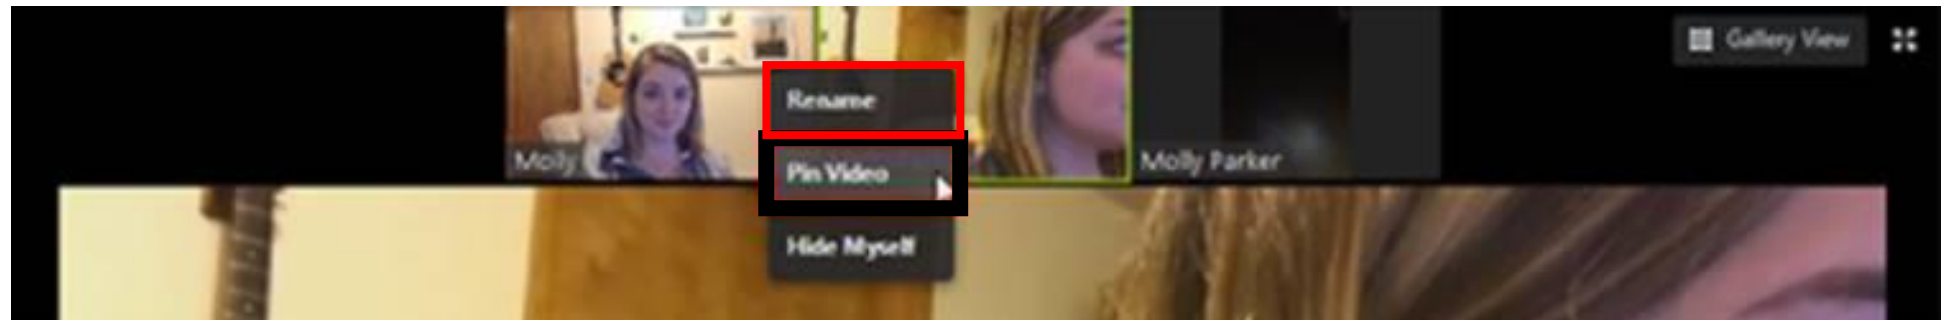 Gallery View
Rename
Molly
Molly Parker
Pin Video
Hide Myself